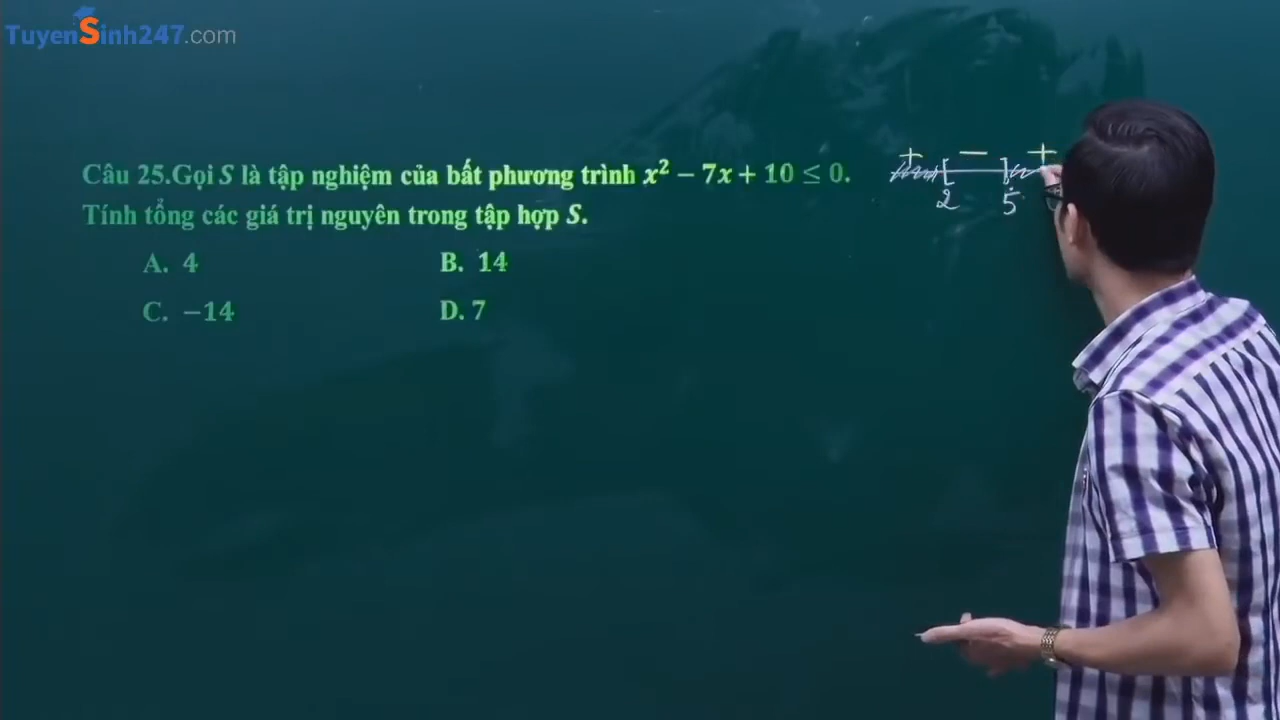 TuyenSinh247.com
Câu 25.Gọi S là tập nghiệm của bất phương trình x² − 7x + 10 ≤ 0.
Tính tổng các giá trị nguyên trong tập hợp S.
A. 4
B. 14
C. −14
D. 7
+ − +
[ ]
2 5